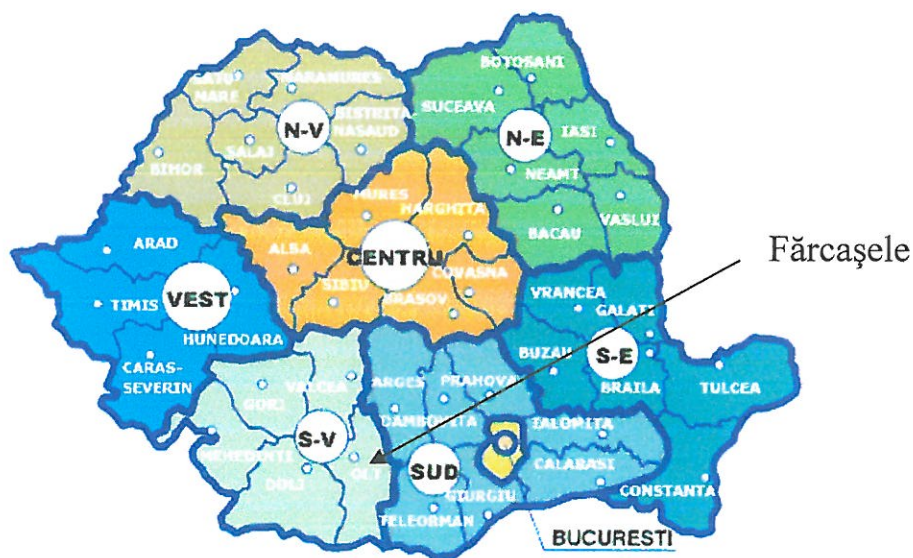 BOTOSANI
SATU
MARE
MARAMURES
SUCEAVA
BISTRITA-
NASAUD
N-V
N-E
IASI
SALAJ
BIHOR
NEAMT
CLUJ
MURES
HARGHITA
VASLUI
BACAU
ARAD
ALBA
CENTRU
COVASNA
Fărcaşele
SIBIU
BRASOV
VRANCEA
GALATI
TIMIS
VEST
HUNEDOARA
BUZAU
S-E
CARAS-
SEVERIN
VALCEA
ARGES
PRAHOVA
BRAILA
TULCEA
GORJ
DAMBOVITA
IALOMITA
S-V
MEHEDINTI
OLT
SUD
CALARASI
DOLJ
GIURGIU
CONSTANTA
TELEORMAN
BUCURESTI